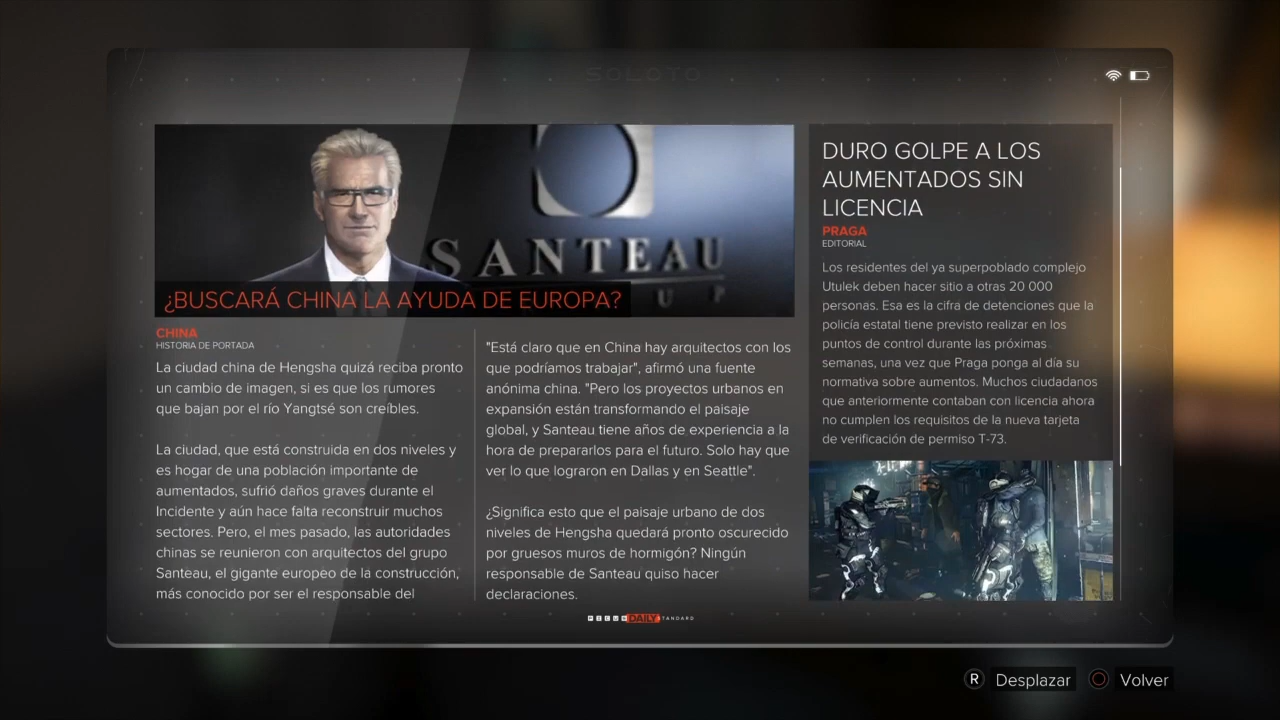 SOLOTO
SANTEAU
¿BUSCARÁ CHINA LA AYUDA DE EUROPA?
CHINA
HISTORIA DE PORTADA
La ciudad china de Hengsha quizá reciba pronto
un cambio de imagen, si es que los rumores
que bajan por el río Yangtsé son creíbles.
La ciudad, que está construida en dos niveles y
es hogar de una población importante de
aumentados, sufrió daños graves durante el
Incidente y aún hace falta reconstruir muchos
sectores. Pero, el mes pasado, las autoridades
chinas se reunieron con arquitectos del grupo
Santeau, el gigante europeo de la construcción,
más conocido por ser el responsable del
"Está claro que en China hay arquitectos con los
que podríamos trabajar", afirmó una fuente
anónima china. "Pero los proyectos urbanos en
expansión están transformando el paisaje
global, y Santeau tiene años de experiencia a la
hora de prepararlos para el futuro. Solo hay que
ver lo que lograron en Dallas y en Seattle".
¿Significa esto que el paisaje urbano de dos
niveles de Hengsha quedará pronto oscurecido
por gruesos muros de hormigón? Ningún
responsable de Santeau quiso hacer
declaraciones.
DURO GOLPE A LOS
AUMENTADOS SIN
LICENCIA
PRAGA
EDITORIAL
Los residentes del ya superpoblado complejo
Utulek deben hacer sitio a otras 20 000
personas. Esa es la cifra de detenciones que la
policía estatal tiene previsto realizar en los
puntos de control durante las próximas
semanas, una vez que Praga ponga al día su
normativa sobre aumentos. Muchos ciudadanos
que anteriormente contaban con licencia ahora
no cumplen los requisitos de la nueva tarjeta
de verificación de permiso T-73.
PICUS DAILY STANDARD
R Desplazar Volver